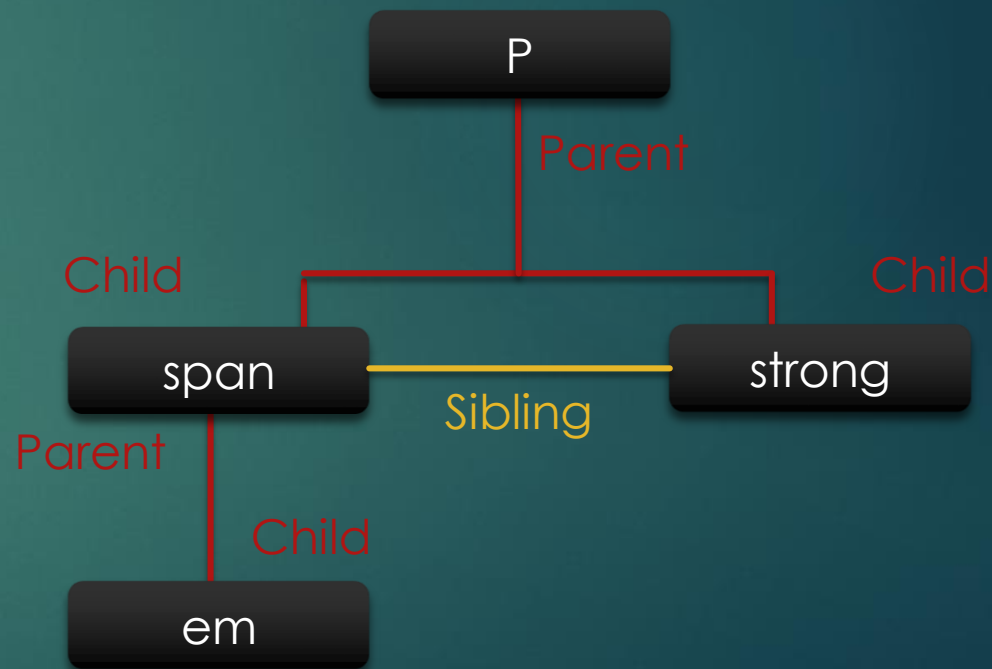 P
Parent
Child
Child
span
strong
Sibling
Parent
Child
em